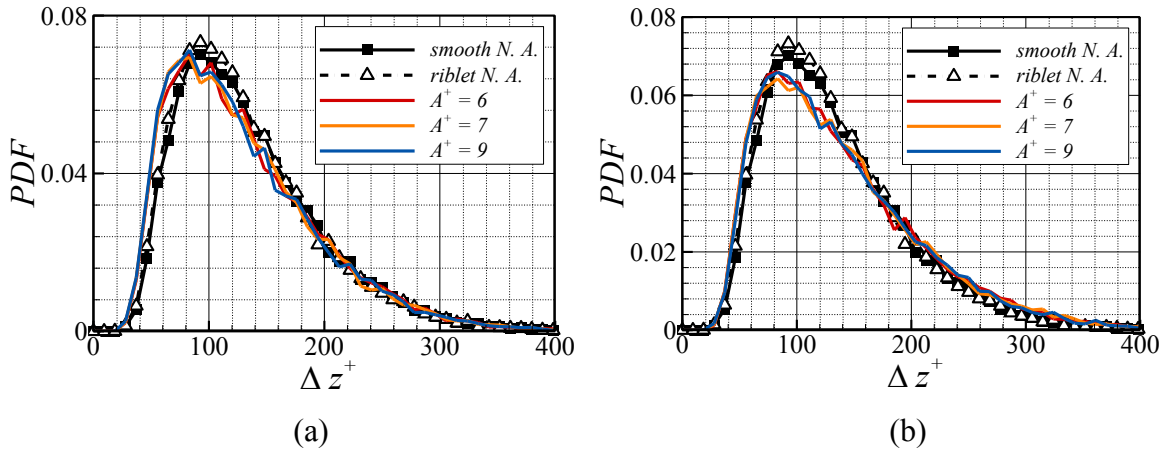 0.08
smooth N. A.
riblet N. A.
A+ = 6
A+ = 7
A+ = 9
PDF
0.04
0
0 100 200 300 400
Δ z+
(a)
0.08
smooth N. A.
riblet N. A.
A+ = 6
A+ = 7
A+ = 9
0.06
PDF
0.04
0.02
0
0 100 200 300 400
Δ z+
(b)